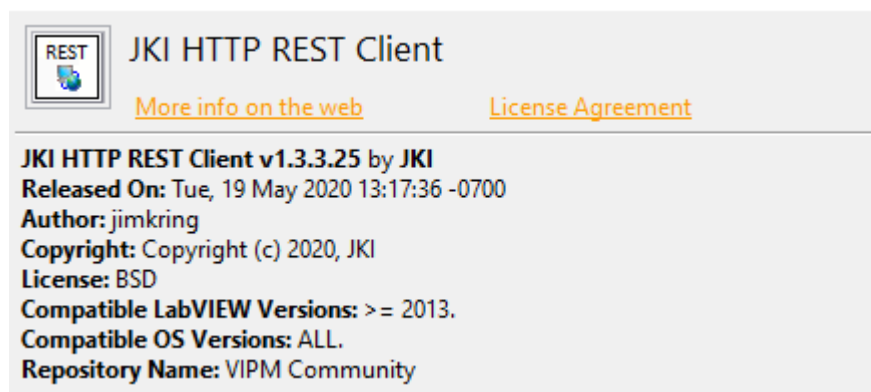 REST
JKI HTTP REST Client
More info on the web License Agreement
JKI HTTP REST Client v1.3.3.25 by JKI
Released On: Tue, 19 May 2020 13:17:36 -0700
Author: jimkring
Copyright: Copyright (c) 2020, JKI
License: BSD
Compatible LabVIEW Versions: >= 2013.
Compatible OS Versions: ALL.
Repository Name: VIPM Community